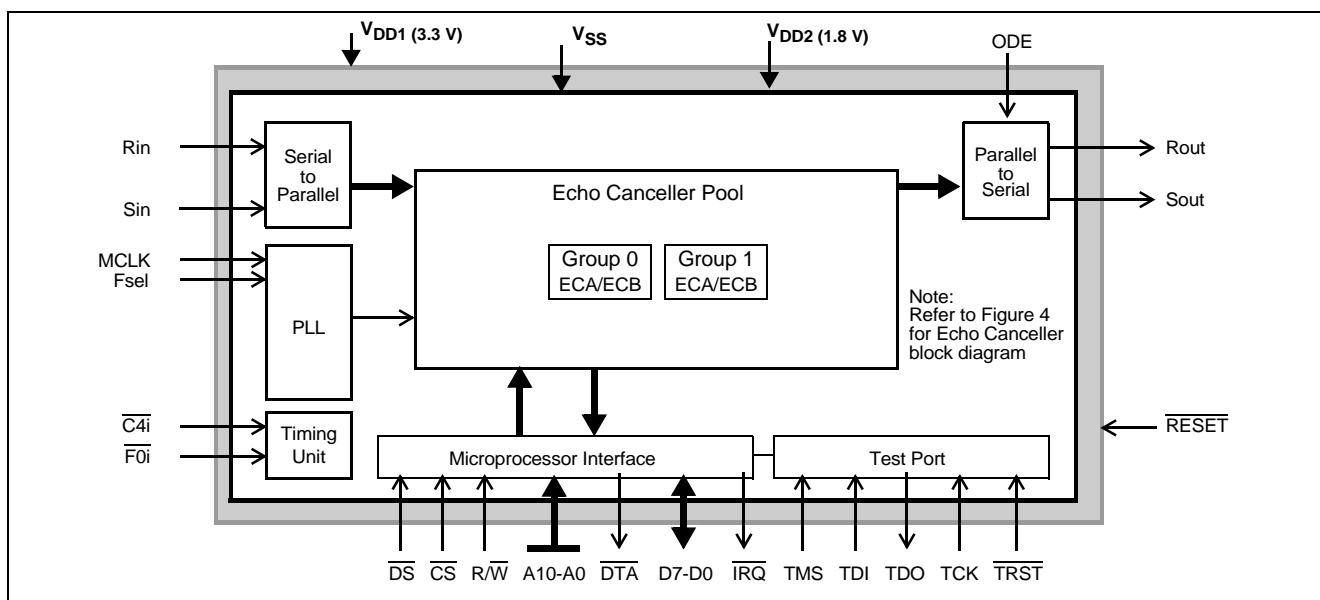 VDD1 (3.3 V)
VSS
VDD2 (1.8 V)
ODE
Rin
Sin
MCLK
Fsel
C4i
F0i
Serial
to
Parallel
PLL
Timing
Unit
Echo Canceller Pool
Group 0
ECA/ECB
Group 1
ECA/ECB
Parallel
to
Serial
Rout
Sout
Note:
Refer to Figure 4
for Echo Canceller
block diagram
RESET
Microprocessor Interface
Test Port
DS CS R/W A10-A0 DTA D7-D0 IRQ TMS TDI TDO TCK TRST